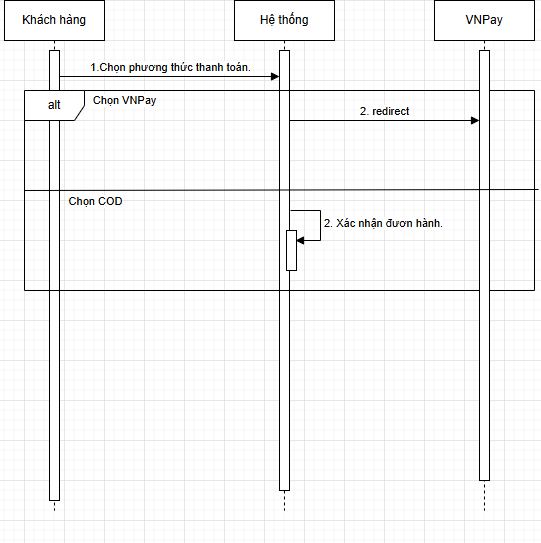 Khách hàng
Hệ thống
VNPay
1.Chọn phương thức thanh toán.
alt
Chọn VNPay
2. redirect
Chọn COD
2. Xác nhận đươn hành.